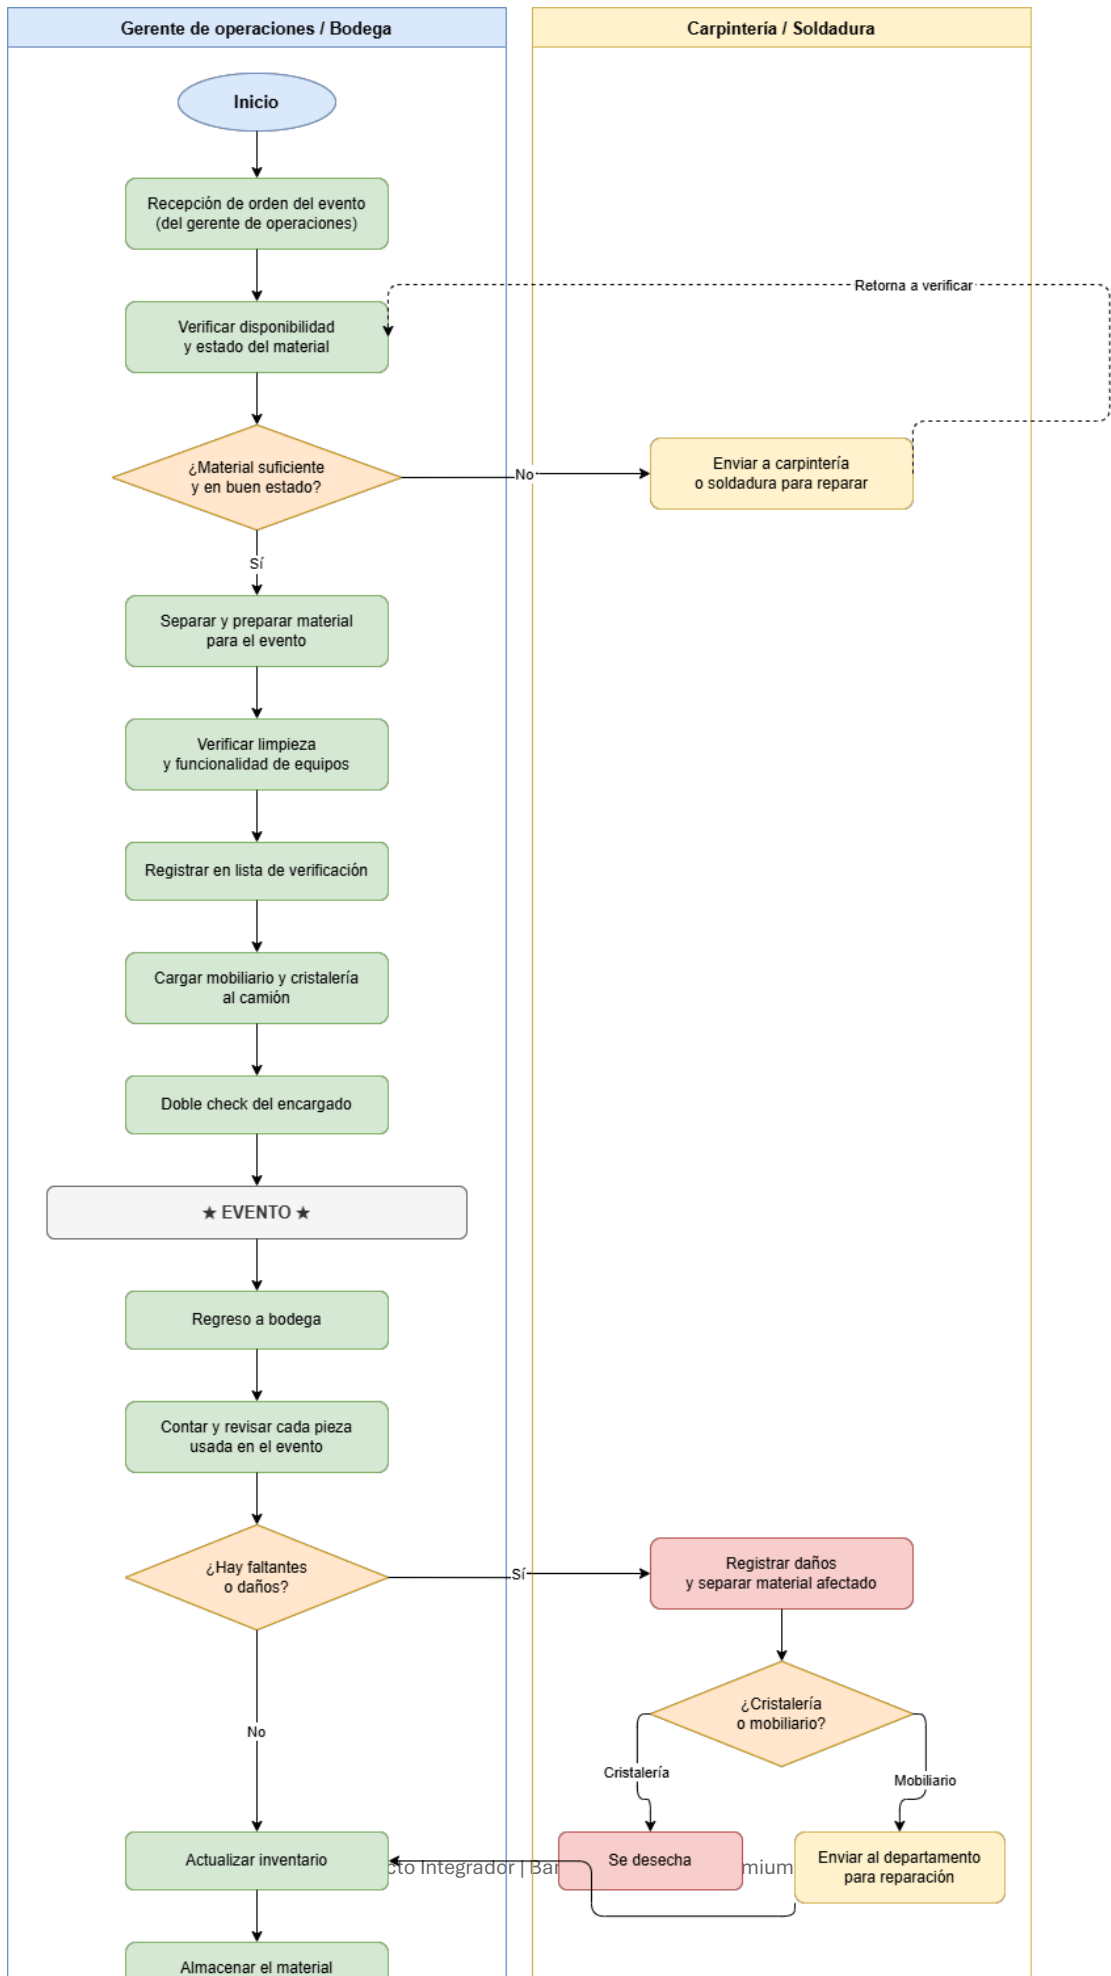 Gerente de operaciones / Bodega
Carpintería / Soldadura
Inicio
Recepción de orden del evento
(del gerente de operaciones)
Retorna a verificar
Verificar disponibilidad
y estado del material
¿Material suficiente
y en buen estado?
No
Enviar a carpintería
o soldadura para reparar
Sí
Separar y preparar material
para el evento
Verificar limpieza
y funcionalidad de equipos
Registrar en lista de verificación
Cargar mobiliario y cristalería
al camión
Doble check del encargado
★ EVENTO ★
Regreso a bodega
Contar y revisar cada pieza
usada en el evento
¿Hay faltantes
o daños?
Sí
Registrar daños
y separar material afectado
¿Cristalería
o mobiliario?
No
Cristalería
Mobiliario
Actualizar inventario
Se desecha
Enviar al departamento
para reparación
Integrador |
Almacenar el material